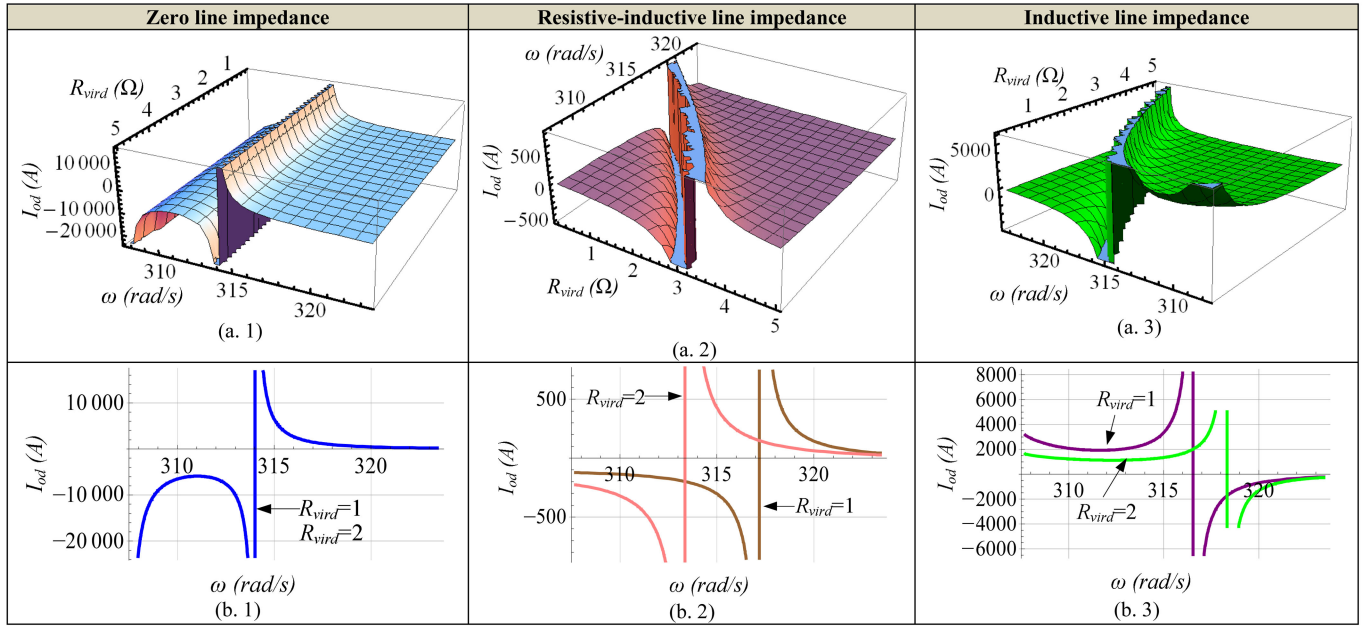 Zero line impedance
Resistive-inductive line impedance
Inductive line impedance
R_vird (Ω)
1
2
3
4
5
10 000
0
−10 000
−20 000
I_od (A)
310
315
320
ω (rad/s)
(a. 1)
ω (rad/s)
320
315
310
500
0
−500
I_od (A)
1
2
3
4
5
R_vird (Ω)
(a. 2)
R_vird (Ω)
1
2
3
4
5
5000
0
I_od (A)
320
315
310
ω (rad/s)
(a. 3)
10 000
−10 000
−20 000
I_od (A)
310
315
320
R_vird=1
R_vird=2
ω (rad/s)
(b. 1)
500
−500
I_od (A)
310
315
320
R_vird=2
R_vird=1
ω (rad/s)
(b. 2)
8000
6000
4000
2000
−2000
−4000
−6000
I_od (A)
310
315
320
R_vird=1
R_vird=2
ω (rad/s)
(b. 3)